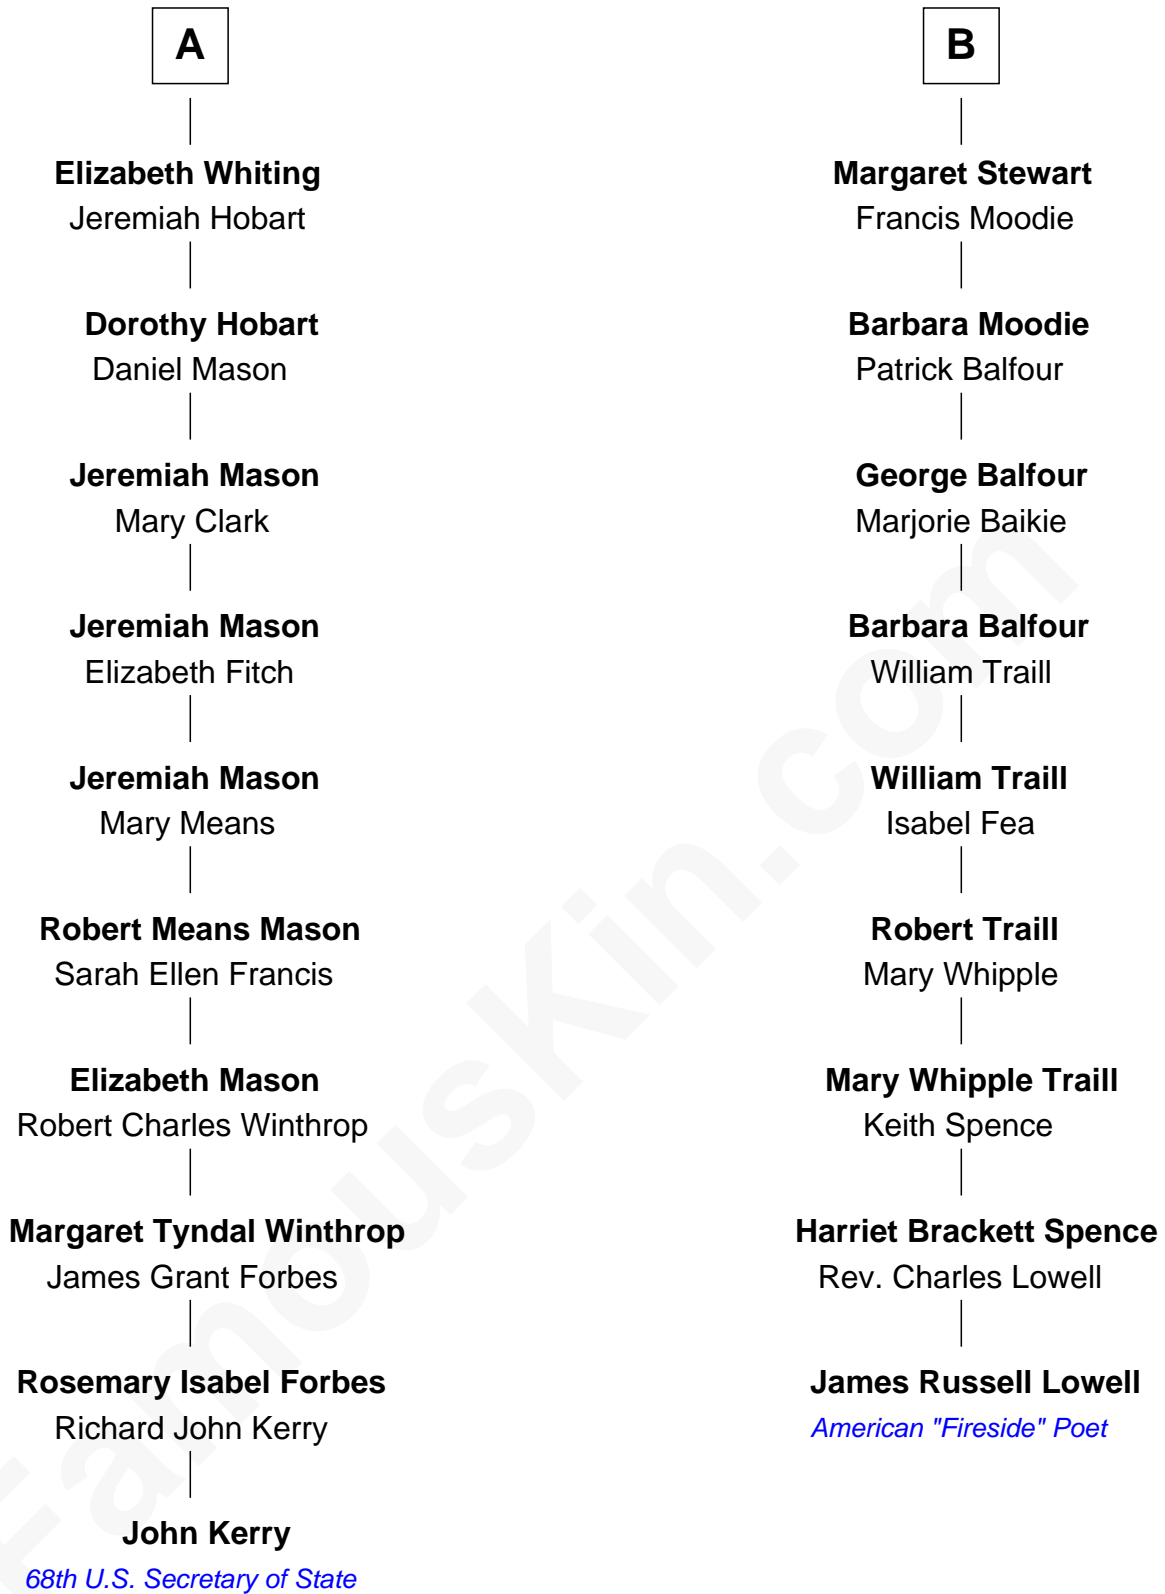 A
Elizabeth Whiting
Jeremiah Hobart
Dorothy Hobart
Daniel Mason
Jeremiah Mason
Mary Clark
Jeremiah Mason
Elizabeth Fitch
Jeremiah Mason
Mary Means
Robert Means Mason
Sarah Ellen Francis
Elizabeth Mason
Robert Charles Winthrop
Margaret Tyndal Winthrop
James Grant Forbes
Rosemary Isabel Forbes
Richard John Kerry
John Kerry
68th U.S. Secretary of State
B
Margaret Stewart
Francis Moodie
Barbara Moodie
Patrick Balfour
George Balfour
Marjorie Baikie
Barbara Balfour
William Traill
William Traill
Isabel Fea
Robert Traill
Mary Whipple
Mary Whipple Traill
Keith Spence
Harriet Brackett Spence
Rev. Charles Lowell
James Russell Lowell
American "Fireside" Poet
FamousKin.com